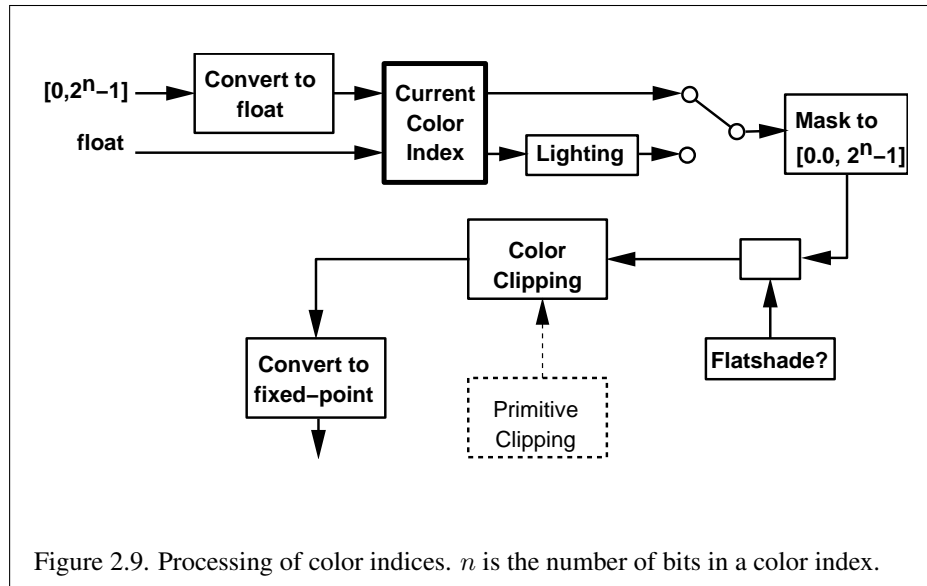 [0,2ⁿ−1]
Convert to
float
float
Current
Color
Index
Lighting
Mask to
[0.0, 2ⁿ−1]
Color
Clipping
Flatshade?
Convert to
fixed−point
Primitive
Clipping
Figure 2.9. Processing of color indices. n is the number of bits in a color index.